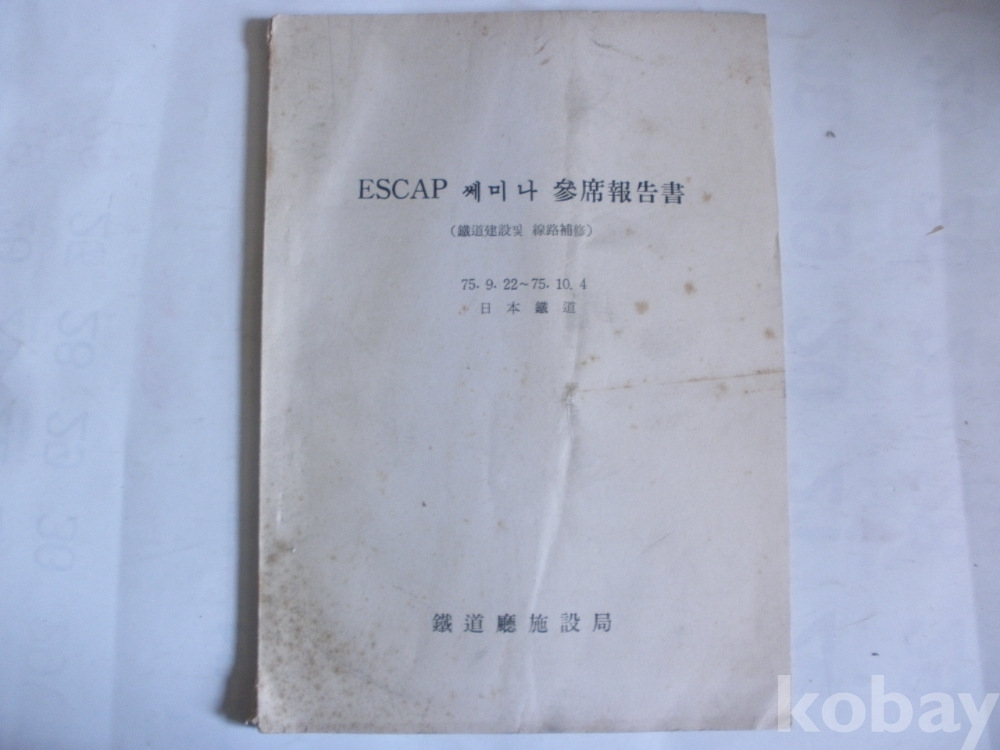 ESCAP 쎄미나 參席報告書
(鐵道建設및 線路補修)
75. 9. 22~75. 10. 4
日本鐵道
鐵道廳施設局
kobay